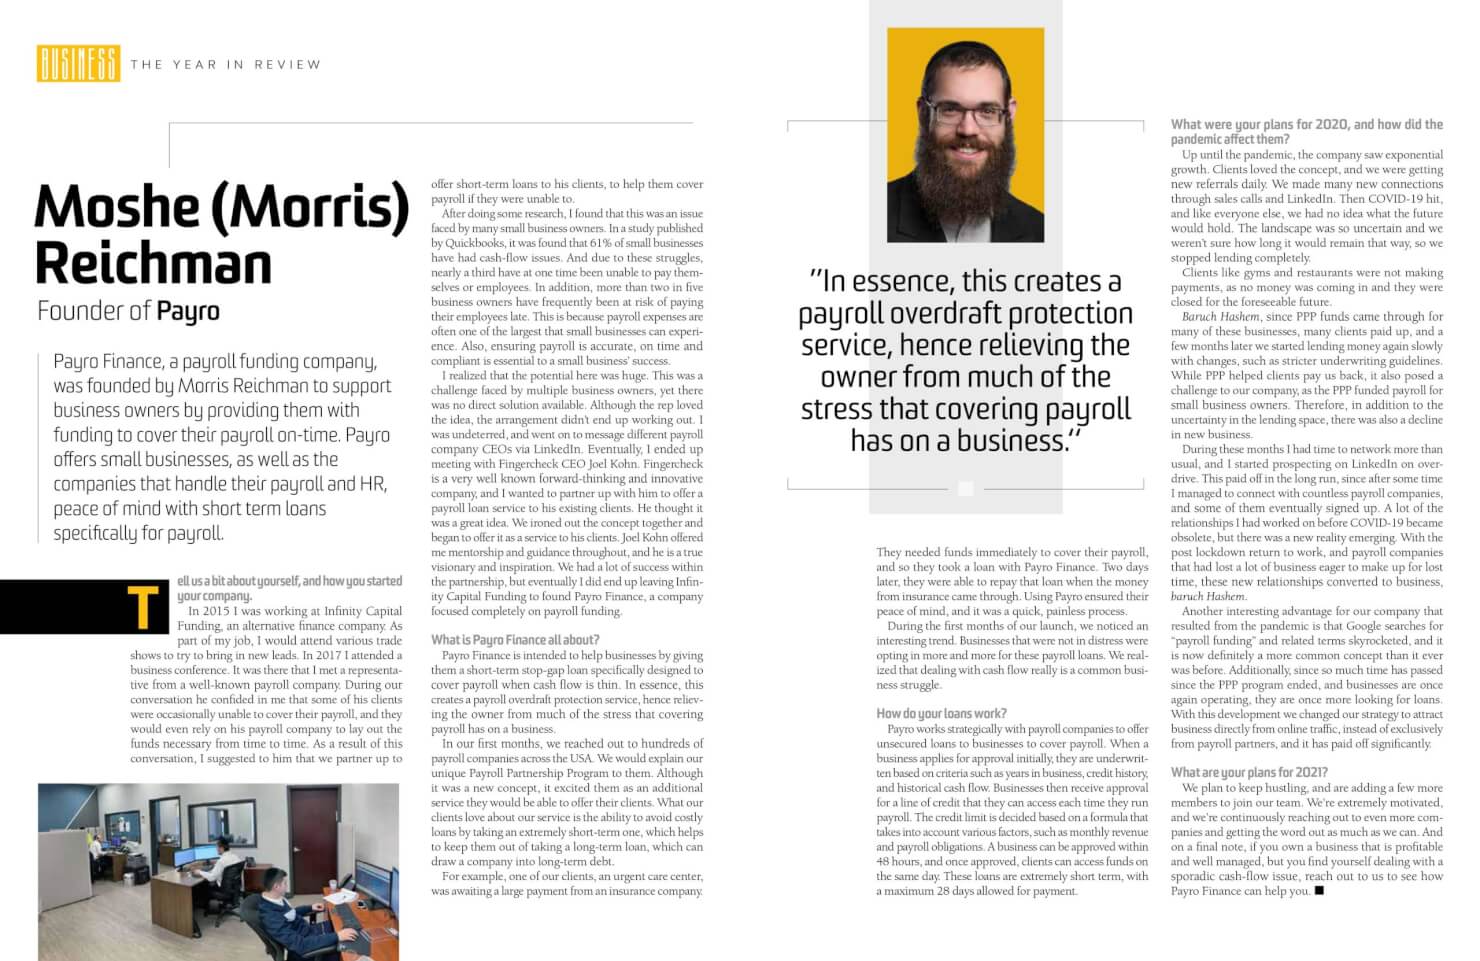 BUSINESS THE YEAR IN REVIEW
Moshe (Morris)
Reichman
Founder of Payro
Payro Finance, a payroll funding company,
was founded by Morris Reichman to support
business owners by providing them with
funding to cover their payroll on-time. Payro
offers small businesses, as well as the
companies that handle their payroll and HR,
peace of mind with short term loans
specifically for payroll.
Tell us a bit about yourself, and how you started
your company.
In 2015 I was working at Infinity Capital
Funding, an alternative finance company. As
part of my job, I would attend various trade
shows to try to bring in new leads. In 2017 I attended a
business conference. It was there that I met a representa-
tive from a well-known payroll company. During our
conversation he confided in me that some of his clients
were occasionally unable to cover their payroll, and they
would even rely on his payroll company to lay out the
funds necessary from time to time. As a result of this
conversation, I suggested to him that we partner up to
offer short-term loans to his clients, to help them cover
payroll if they were unable to.
After doing some research, I found that this was an issue
faced by many small business owners. In a study published
by Quickbooks, it was found that 61% of small businesses
have had cash-flow issues. And due to these struggles,
nearly a third have at one time been unable to pay them-
selves or employees. In addition, more than two in five
business owners have frequently been at risk of paying
their employees late. This is because payroll expenses are
often one of the largest that small businesses can experi-
ence. Also, ensuring payroll is accurate, on time and
compliant is essential to a small business' success.
I realized that the potential here was huge. This was a
challenge faced by multiple business owners, yet there
was no direct solution available. Although the rep loved
the idea, the arrangement didn't end up working out. I
was undeterred, and went on to message different payroll
company CEOs via LinkedIn. Eventually, I ended up
meeting with Fingercheck CEO Joel Kohn. Fingercheck
is a very well known forward-thinking and innovative
company, and I wanted to partner up with him to offer a
payroll loan service to his existing clients. He thought it
was a great idea. We ironed out the concept together and
began to offer it as a service to his clients. Joel Kohn offered
me mentorship and guidance throughout, and he is a true
visionary and inspiration. We had a lot of success within
the partnership, but eventually I did end up leaving Infin-
ity Capital Funding to found Payro Finance, a company
focused completely on payroll funding.
What is Payro Finance all about?
Payro Finance is intended to help businesses by giving
them a short-term stop-gap loan specifically designed to
cover payroll when cash flow is thin. In essence, this
creates a payroll overdraft protection service, hence reliev-
ing the owner from much of the stress that covering
payroll has on a business.
In our first months, we reached out to hundreds of
payroll companies across the USA. We would explain our
unique Payroll Partnership Program to them. Although
it was a new concept, it excited them as an additional
service they would be able to offer their clients. What our
clients love about our service is the ability to avoid costly
loans by taking an extremely short-term one, which helps
to keep them out of taking a long-term loan, which can
draw a company into long-term debt.
For example, one of our clients, an urgent care center,
was awaiting a large payment from an insurance company.
"In essence, this creates a
payroll overdraft protection
service, hence relieving the
owner from much of the
stress that covering payroll
has on a business."
They needed funds immediately to cover their payroll,
and so they took a loan with Payro Finance. Two days
later, they were able to repay that loan when the money
from insurance came through. Using Payro ensured their
peace of mind, and it was a quick, painless process.
During the first months of our launch, we noticed an
interesting trend. Businesses that were not in distress were
opting in more and more for these payroll loans. We real-
ized that dealing with cash flow really is a common busi-
ness struggle.
How do your loans work?
Payro works strategically with payroll companies to offer
unsecured loans to businesses to cover payroll. When a
business applies for approval initially, they are underwrit-
ten based on criteria such as years in business, credit history,
and historical cash flow. Businesses then receive approval
for a line of credit that they can access each time they run
payroll. The credit limit is decided based on a formula that
takes into account various factors, such as monthly revenue
and payroll obligations. A business can be approved within
48 hours, and once approved, clients can access funds on
the same day. These loans are extremely short term, with
a maximum 28 days allowed for payment.
What were your plans for 2020, and how did the
pandemic affect them?
Up until the pandemic, the company saw exponential
growth. Clients loved the concept, and we were getting
new referrals daily. We made many new connections
through sales calls and LinkedIn. Then COVID-19 hit,
and like everyone else, we had no idea what the future
would hold. The landscape was so uncertain and we
weren't sure how long it would remain that way, so we
stopped lending completely.
Clients like gyms and restaurants were not making
payments, as no money was coming in and they were
closed for the foreseeable future.
Baruch Hashem, since PPP funds came through for
many of these businesses, many clients paid up, and a
few months later we started lending money again slowly
with changes, such as stricter underwriting guidelines.
While PPP helped clients pay us back, it also posed a
challenge to our company, as the PPP funded payroll for
small business owners. Therefore, in addition to the
uncertainty in the lending space, there was also a decline
in new business.
During these months I had time to network more than
usual, and I started prospecting on LinkedIn on over-
drive. This paid off in the long run, since after some time
I managed to connect with countless payroll companies,
and some of them eventually signed up. A lot of the
relationships I had worked on before COVID-19 became
obsolete, but there was a new reality emerging. With the
post lockdown return to work, and payroll companies
that had lost a lot of business eager to make up for lost
time, these new relationships converted to business,
baruch Hashem.
Another interesting advantage for our company that
resulted from the pandemic is that Google searches for
"payroll funding" and related terms skyrocketed, and it
is now definitely a more common concept than it ever
was before. Additionally, since so much time has passed
since the PPP program ended, and businesses are once
again operating, they are once more looking for loans.
With this development we changed our strategy to attract
business directly from online traffic, instead of exclusively
from payroll partners, and it has paid off significantly.
What are your plans for 2021?
We plan to keep hustling, and are adding a few more
members to join our team. We're extremely motivated,
and we're continuously reaching out to even more com-
panies and getting the word out as much as we can. And
on a final note, if you own a business that is profitable
and well managed, but you find yourself dealing with a
sporadic cash-flow issue, reach out to us to see how
Payro Finance can help you.